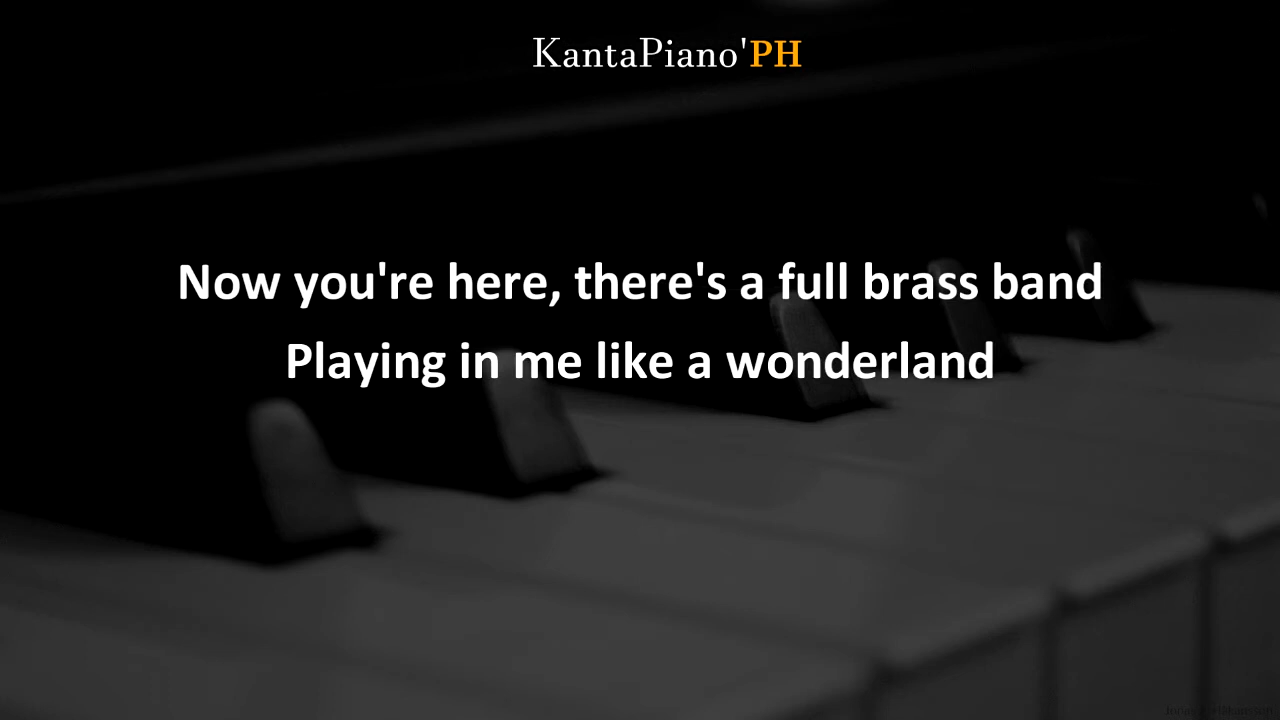 KantaPiano'PH
Now you're here, there's a full brass band
Playing in me like a wonderland